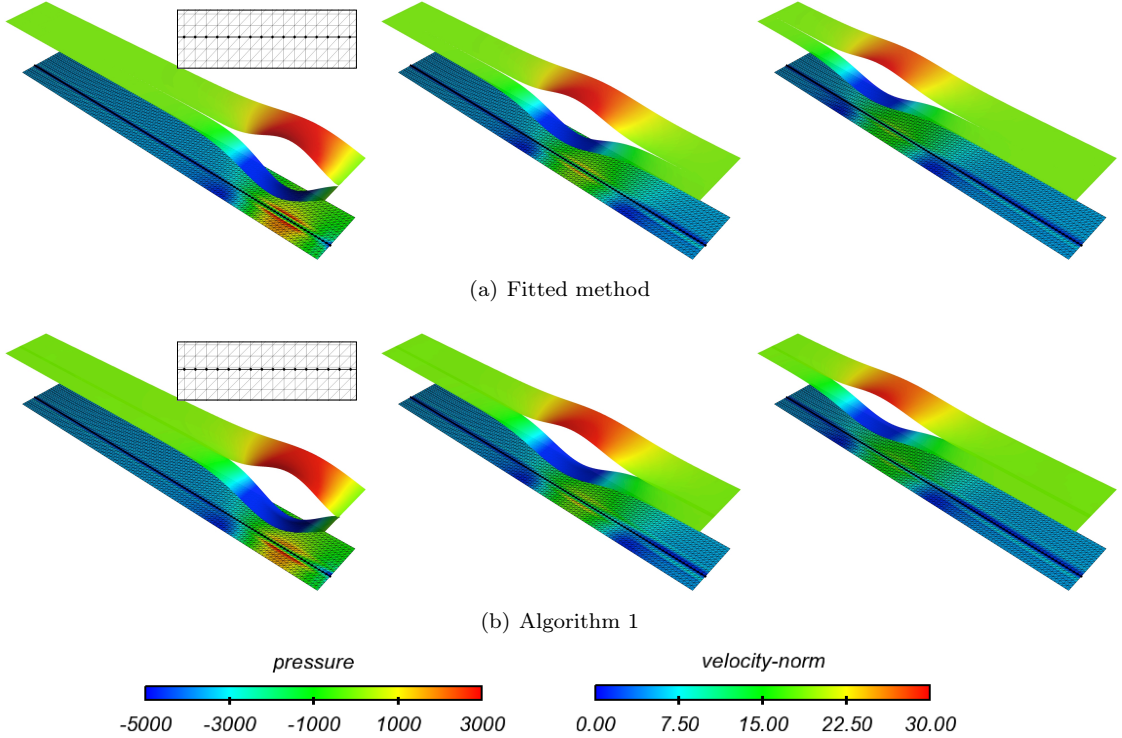 (a) Fitted method
(b) Algorithm 1
pressure
-5000 -3000 -1000 1000 3000
velocity-norm
0.00 7.50 15.00 22.50 30.00